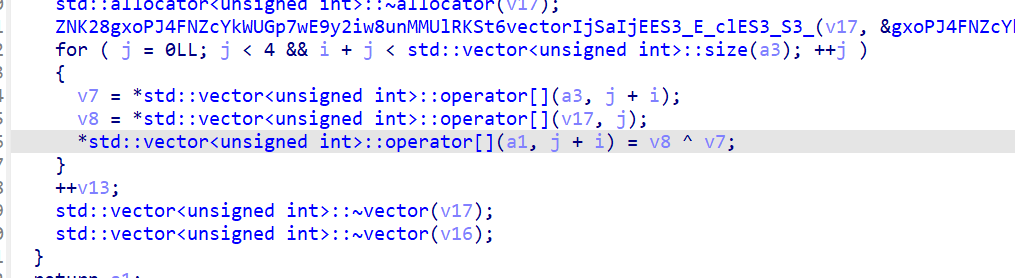 std::allocator<unsigned int>::~allocator(v17);
ZNK28gxoPJ4FNZcYkWUGp7wE9y2iw8unMMUlRKSt6vectorIjSaIjEES3_E_clES3_S3_(v17, &gxoPJ4FNZcY
for ( j = 0LL; j < 4 && i + j < std::vector<unsigned int>::size(a3); ++j )
{
v7 = *std::vector<unsigned int>::operator[](a3, j + i);
v8 = *std::vector<unsigned int>::operator[](v17, j);
*std::vector<unsigned int>::operator[](a1, j + i) = v8 ^ v7;
}
++v13;
std::vector<unsigned int>::~vector(v17);
std::vector<unsigned int>::~vector(v16);
}
return a1;